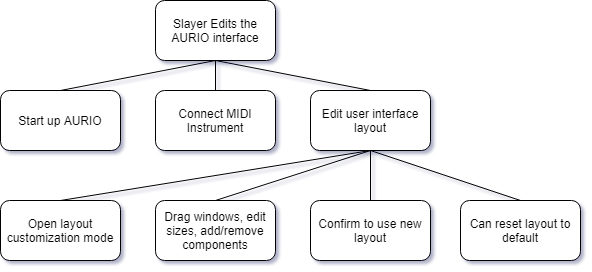 Slayer Edits the
AURIO interface
Start up AURIO
Connect MIDI
Instrument
Edit user interface
layout
Open layout
customization mode
Drag windows, edit
sizes, add/remove
components
Confirm to use new
layout
Can reset layout to
default